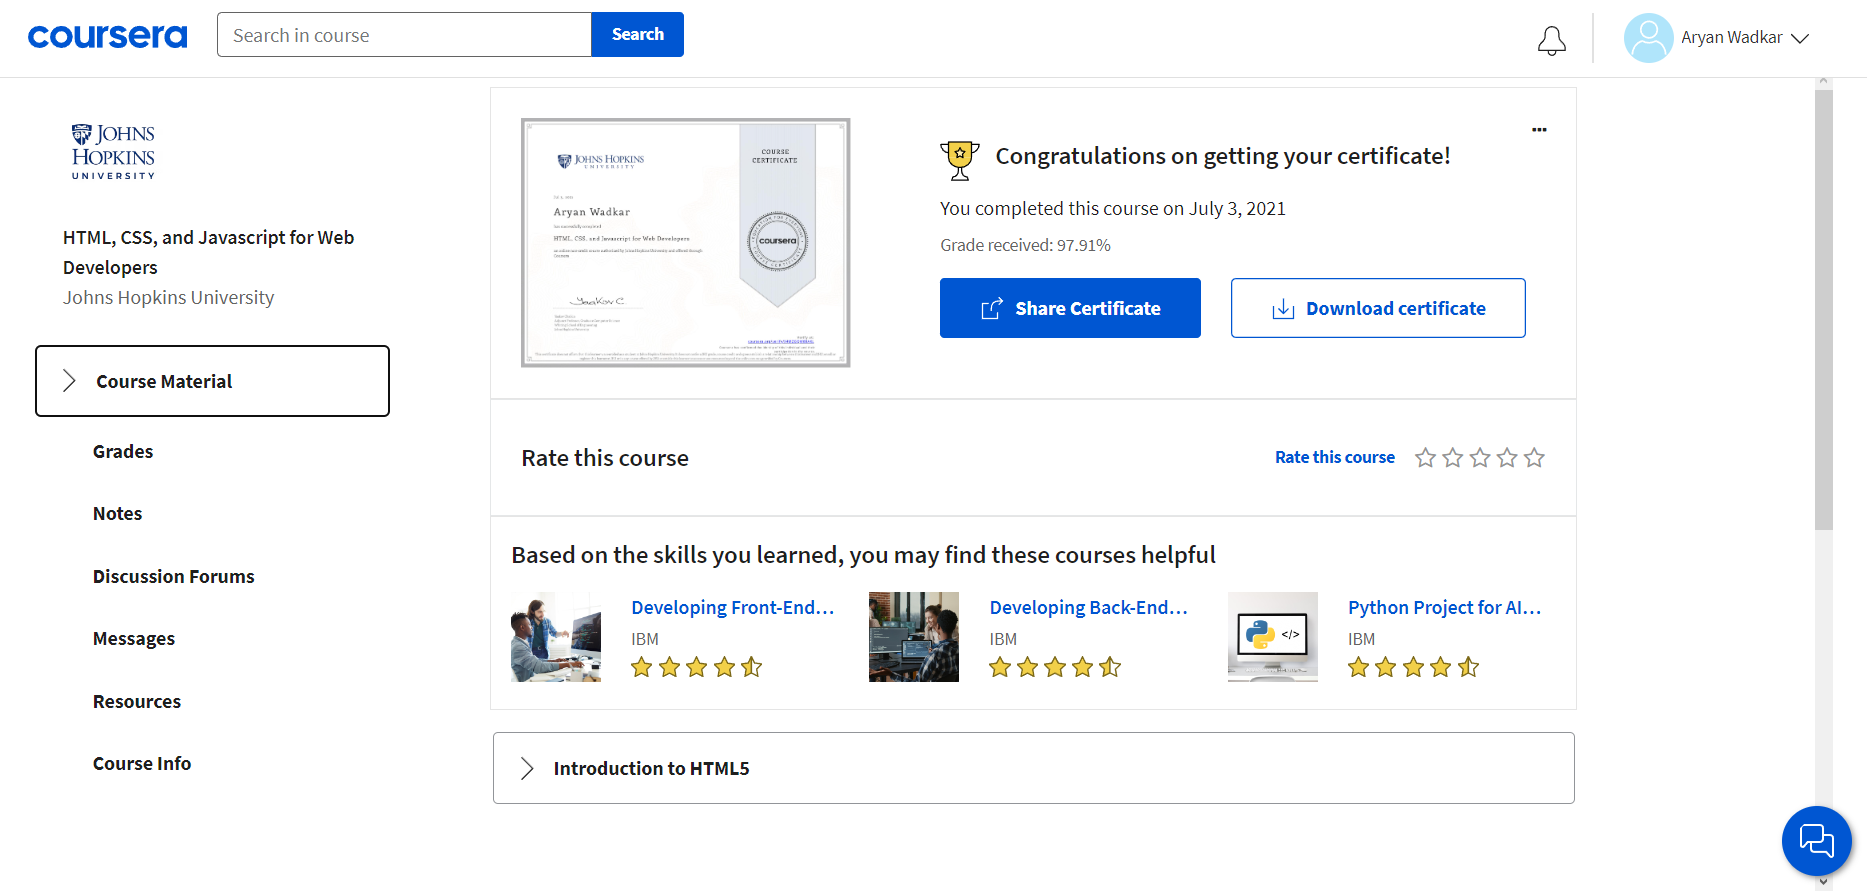 coursera
Search in course
Search
Aryan Wadkar
JOHNS
HOPKINS
UNIVERSITY
HTML, CSS, and Javascript for Web
Developers
Johns Hopkins University
Course Material
Grades
Notes
Discussion Forums
Messages
Resources
Course Info
JOHNS HOPKINS
UNIVERSITY
COURSE
CERTIFICATE
Aryan Wadkar
has successfully completed
HTML, CSS, and Javascript for Web Developers
coursera
Congratulations on getting your certificate!
You completed this course on July 3, 2021
Grade received: 97.91%
Share Certificate
Download certificate
Rate this course
Rate this course
Based on the skills you learned, you may find these courses helpful
Developing Front-End...
IBM
Developing Back-End...
IBM
</>
Python Project for AI...
IBM
Introduction to HTML5